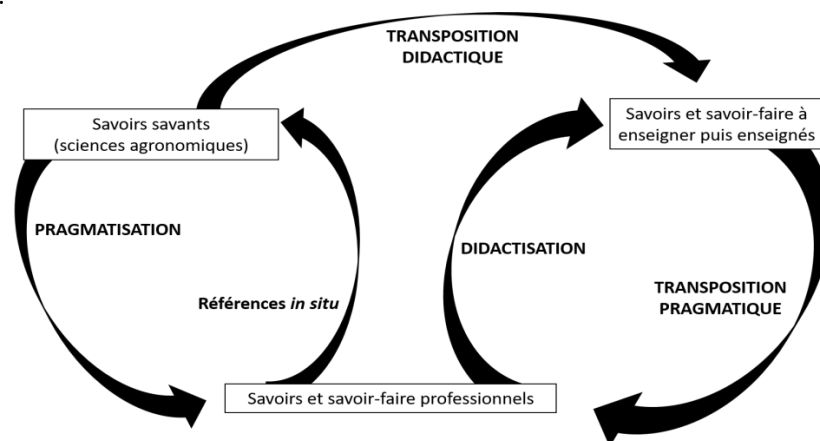 TRANSPOSITION
DIDACTIQUE
Savoirs savants
(sciences agronomiques)
Savoirs et savoir-faire à
enseigner puis enseignés
PRAGMATISATION
DIDACTISATION
Références in situ
TRANSPOSITION
PRAGMATIQUE
Savoirs et savoir-faire professionnels